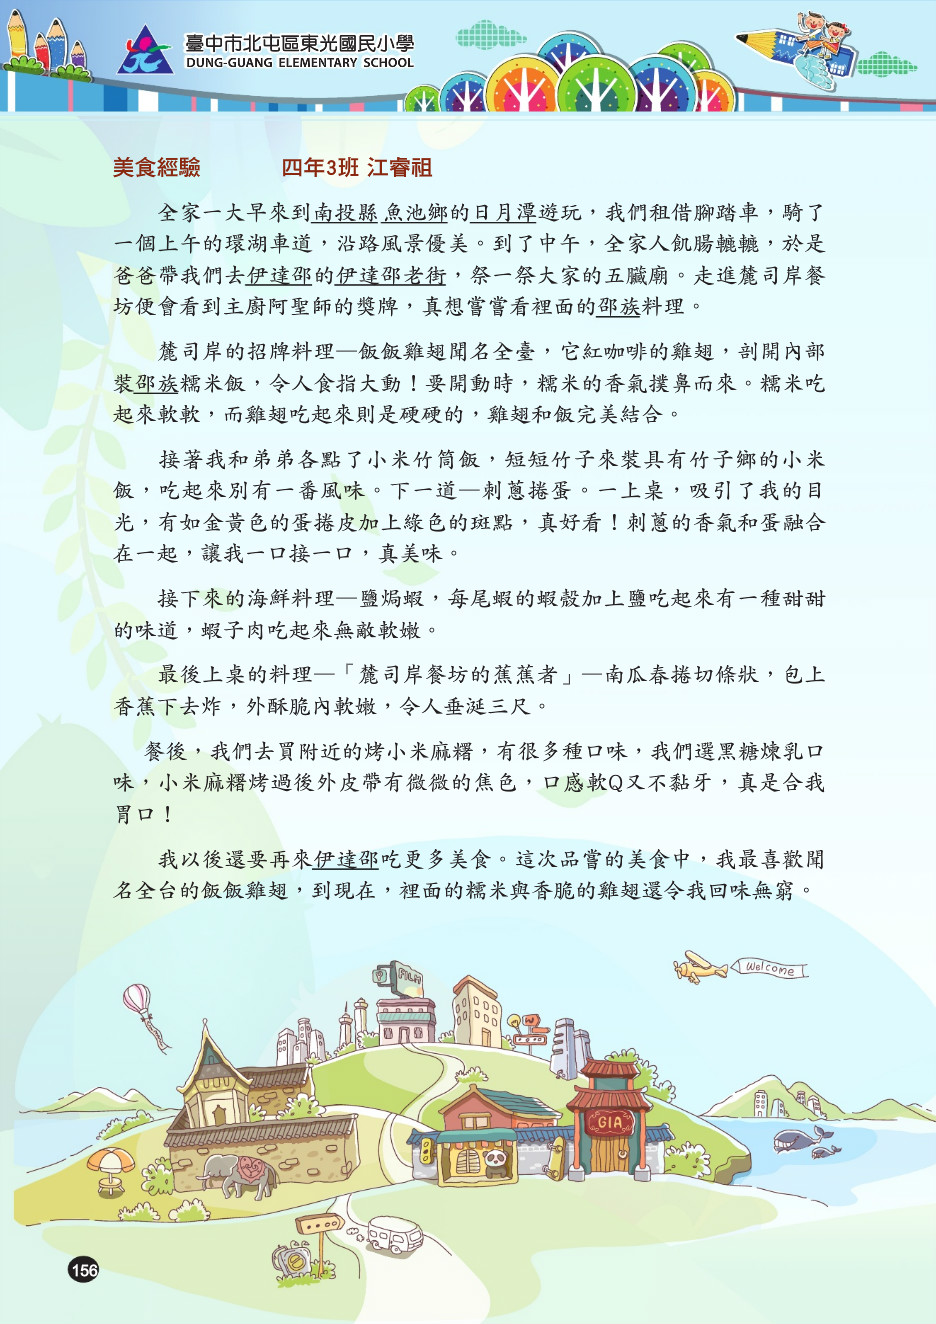 臺中市北屯區東光國民小學
DUNG-GUANG ELEMENTARY SCHOOL
美食經驗 四年3班 江睿祖
全家一大早來到南投縣魚池鄉的日月潭遊玩，我們租借腳踏車，騎了
一個上午的環湖車道，沿路風景優美。到了中午，全家人飢腸轆轆，於是
爸爸帶我們去伊達邵的伊達邵老街，祭一祭大家的五臟廟。走進麓司岸餐
坊便會看到主廚阿聖師的獎牌，真想嘗嘗看裡面的邵族料理。
麓司岸的招牌料理—飯飯雞翅聞名全臺，它紅咖啡的雞翅，剖開內部
裝邵族糯米飯，令人食指大動！要開動時，糯米的香氣撲鼻而來。糯米吃
起來軟軟，而雞翅吃起來則是硬硬的，雞翅和飯完美結合。
接著我和弟弟各點了小米竹筒飯，短短竹子來裝具有竹子鄉的小米
飯，吃起來別有一番風味。下一道—刺蔥捲蛋。一上桌，吸引了我的目
光，有如金黃色的蛋捲皮加上綠色的斑點，真好看！刺蔥的香氣和蛋融合
在一起，讓我一口接一口，真美味。
接下來的海鮮料理—鹽焗蝦，每尾蝦的蝦殼加上鹽吃起來有一種甜甜
的味道，蝦子肉吃起來無敵軟嫩。
最後上桌的料理—「麓司岸餐坊的蕉蕉者」—南瓜春捲切條狀，包上
香蕉下去炸，外酥脆內軟嫩，令人垂涎三尺。
餐後，我們去買附近的烤小米麻糬，有很多種口味，我們選黑糖煉乳口
味，小米麻糬烤過後外皮帶有微微的焦色，口感軟Q又不黏牙，真是合我
胃口！
我以後還要再來伊達邵吃更多美食。這次品嘗的美食中，我最喜歡聞
名全台的飯飯雞翅，到現在，裡面的糯米與香脆的雞翅還令我回味無窮。
Welcome
FILM
GIA
156